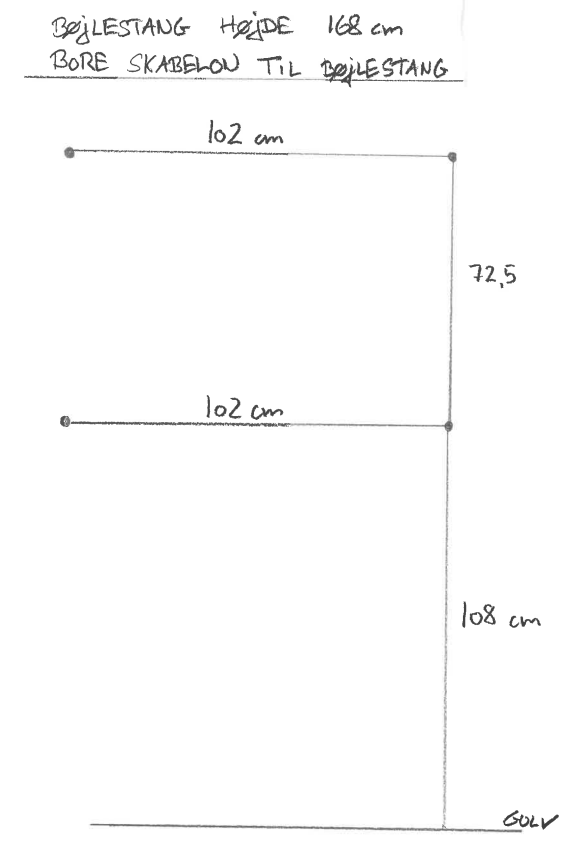 BØJLESTANG HØJDE 168 cm
BORE SKABELON TIL BØJLESTANG
102 cm
72,5
102 cm
108 cm
GULV